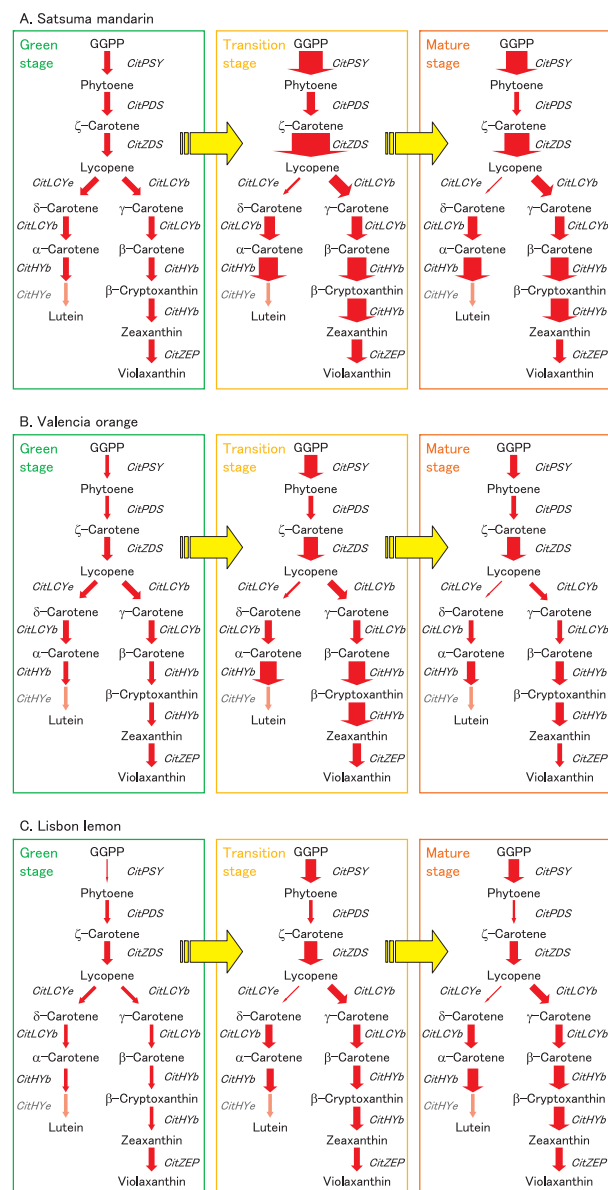 A. Satsuma mandarin
Green stage
GGPP
CitPSY
Phytoene
CitPDS
ζ-Carotene
CitZDS
Lycopene
CitLCYe CitLCYb
δ-Carotene γ-Carotene
CitLCYb CitLCYb
α-Carotene β-Carotene
CitHYb CitHYb
CitHYe β-Cryptoxanthin
Lutein CitHYb
Zeaxanthin
CitZEP
Violaxanthin
Transition stage
GGPP
CitPSY
Phytoene
CitPDS
ζ-Carotene
CitZDS
Lycopene
CitLCYe CitLCYb
δ-Carotene γ-Carotene
CitLCYb CitLCYb
α-Carotene β-Carotene
CitHYb CitHYb
CitHYe β-Cryptoxanthin
Lutein CitHYb
Zeaxanthin
CitZEP
Violaxanthin
Mature stage
GGPP
CitPSY
Phytoene
CitPDS
ζ-Carotene
CitZDS
Lycopene
CitLCYe CitLCYb
δ-Carotene γ-Carotene
CitLCYb CitLCYb
α-Carotene β-Carotene
CitHYb CitHYb
CitHYe β-Cryptoxanthin
Lutein CitHYb
Zeaxanthin
CitZEP
Violaxanthin
B. Valencia orange
Green stage
GGPP
CitPSY
Phytoene
CitPDS
ζ-Carotene
CitZDS
Lycopene
CitLCYe CitLCYb
δ-Carotene γ-Carotene
CitLCYb CitLCYb
α-Carotene β-Carotene
CitHYb CitHYb
CitHYe β-Cryptoxanthin
Lutein CitHYb
Zeaxanthin
CitZEP
Violaxanthin
Transition stage
GGPP
CitPSY
Phytoene
CitPDS
ζ-Carotene
CitZDS
Lycopene
CitLCYe CitLCYb
δ-Carotene γ-Carotene
CitLCYb CitLCYb
α-Carotene β-Carotene
CitHYb CitHYb
CitHYe β-Cryptoxanthin
Lutein CitHYb
Zeaxanthin
CitZEP
Violaxanthin
Mature stage
GGPP
CitPSY
Phytoene
CitPDS
ζ-Carotene
CitZDS
Lycopene
CitLCYe CitLCYb
δ-Carotene γ-Carotene
CitLCYb CitLCYb
α-Carotene β-Carotene
CitHYb CitHYb
CitHYe β-Cryptoxanthin
Lutein CitHYb
Zeaxanthin
CitZEP
Violaxanthin
C. Lisbon lemon
Green stage
GGPP
CitPSY
Phytoene
CitPDS
ζ-Carotene
CitZDS
Lycopene
CitLCYe CitLCYb
δ-Carotene γ-Carotene
CitLCYb CitLCYb
α-Carotene β-Carotene
CitHYb CitHYb
CitHYe β-Cryptoxanthin
Lutein CitHYb
Zeaxanthin
CitZEP
Violaxanthin
Transition stage
GGPP
CitPSY
Phytoene
CitPDS
ζ-Carotene
CitZDS
Lycopene
CitLCYe CitLCYb
δ-Carotene γ-Carotene
CitLCYb CitLCYb
α-Carotene β-Carotene
CitHYb CitHYb
CitHYe β-Cryptoxanthin
Lutein CitHYb
Zeaxanthin
CitZEP
Violaxanthin
Mature stage
GGPP
CitPSY
Phytoene
CitPDS
ζ-Carotene
CitZDS
Lycopene
CitLCYe CitLCYb
δ-Carotene γ-Carotene
CitLCYb CitLCYb
α-Carotene β-Carotene
CitHYb CitHYb
CitHYe β-Cryptoxanthin
Lutein CitHYb
Zeaxanthin
CitZEP
Violaxanthin